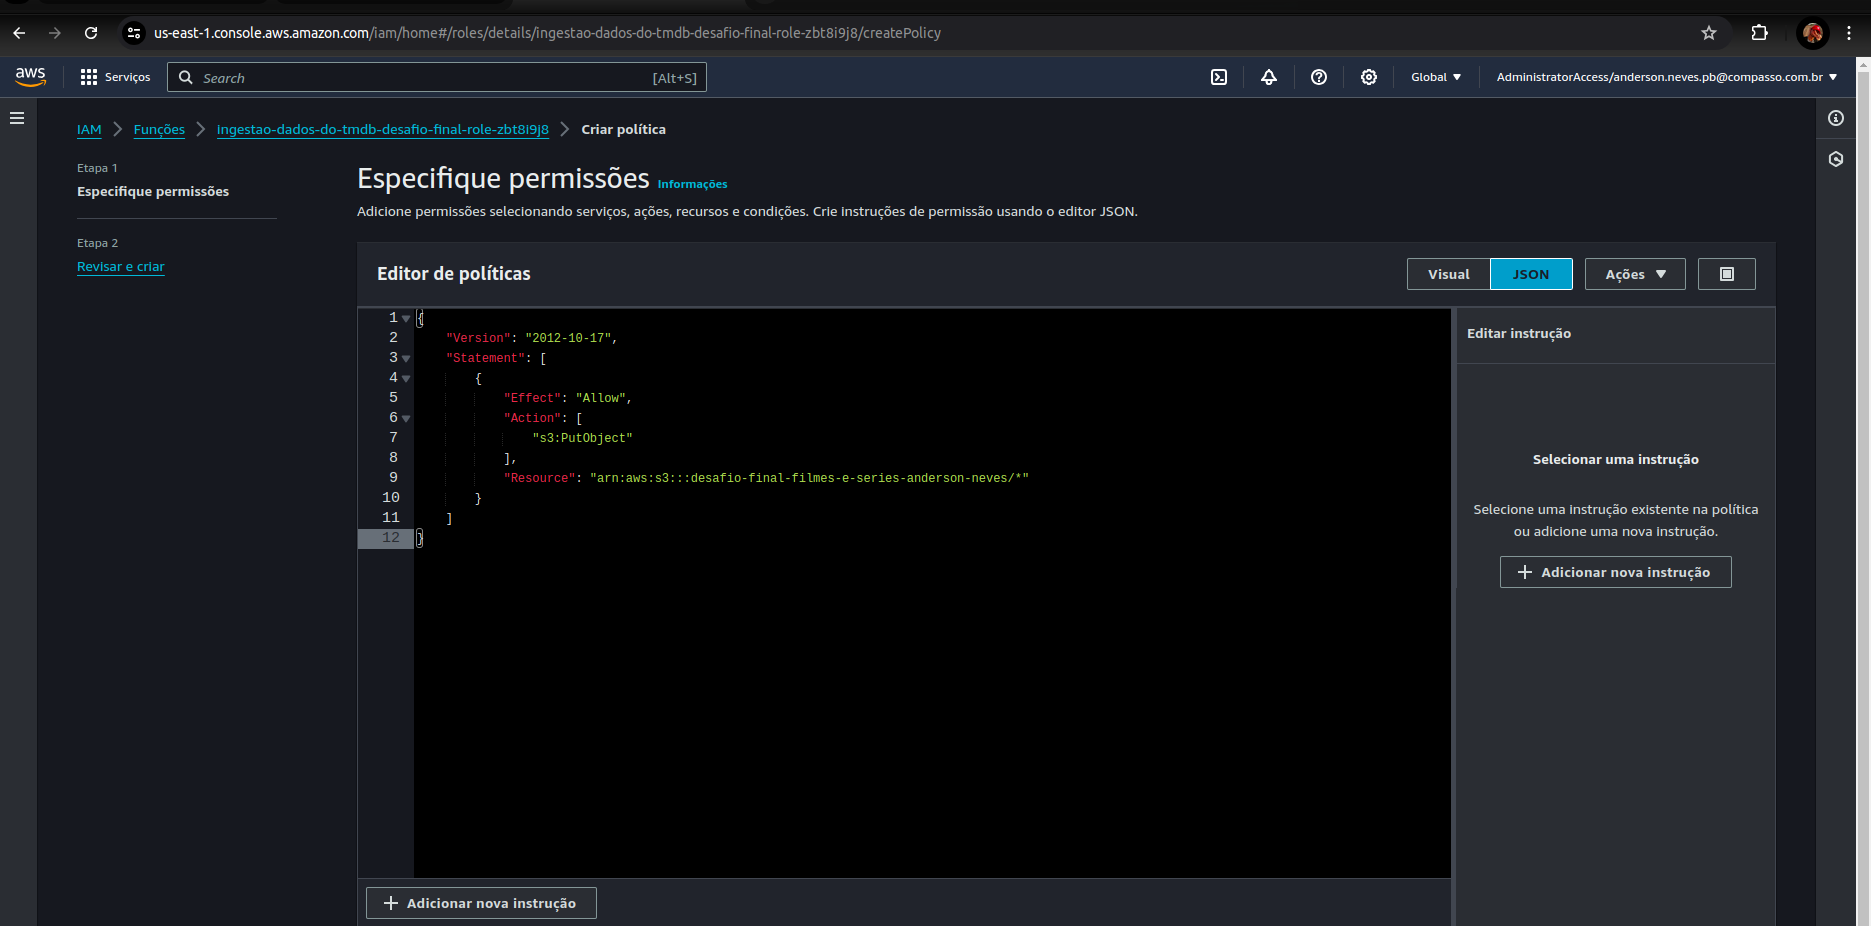 us-east-1.console.aws.amazon.com/iam/home#/roles/details/ingestao-dados-do-tmdb-desafio-final-role-zbt8i9j8/createPolicy
aws
Serviços
Search
[Alt+S]
Global
AdministratorAccess/anderson.neves.pb@compasso.com.br
IAM
Funções
ingestao-dados-do-tmdb-desafio-final-role-zbt8i9j8
Criar política
Etapa 1
Especifique permissões
Etapa 2
Revisar e criar
Especifique permissões Informações
Adicione permissões selecionando serviços, ações, recursos e condições. Crie instruções de permissão usando o editor JSON.
Editor de políticas
Visual
JSON
Ações
1 {
2 "Version": "2012-10-17",
3 "Statement": [
4 {
5 "Effect": "Allow",
6 "Action": [
7 "s3:PutObject"
8 ],
9 "Resource": "arn:aws:s3:::desafio-final-filmes-e-series-anderson-neves/*"
10 }
11 ]
12 }
Adicionar nova instrução
Editar instrução
Selecionar uma instrução
Selecione uma instrução existente na política
ou adicione uma nova instrução.
Adicionar nova instrução